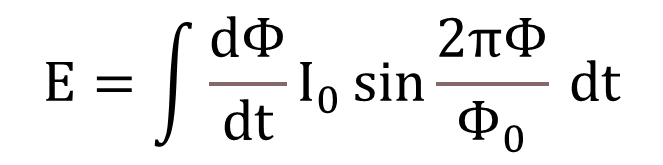 E = ∫ dΦ/dt I₀ sin 2πΦ/Φ₀ dt